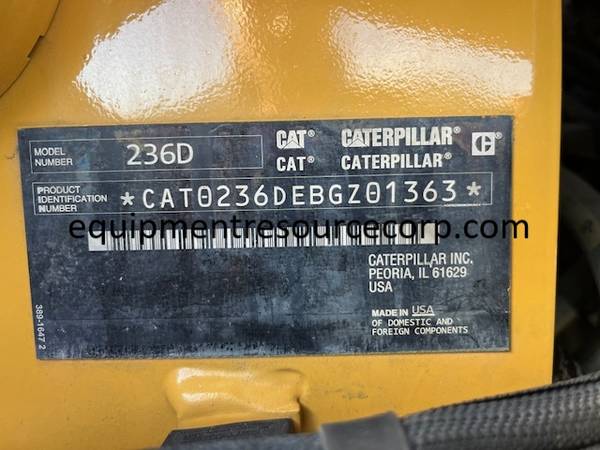 MODEL NUMBER 236D
CAT® CATERPILLAR® C
CAT® CATERPILLAR®
PRODUCT IDENTIFICATION NUMBER *CAT0236DEBGZ01363*
equipmentresourcecorp.com
CATERPILLAR INC.
PEORIA, IL 61629
USA
MADE IN USA
OF DOMESTIC AND
FOREIGN COMPONENTS
389-1647 2